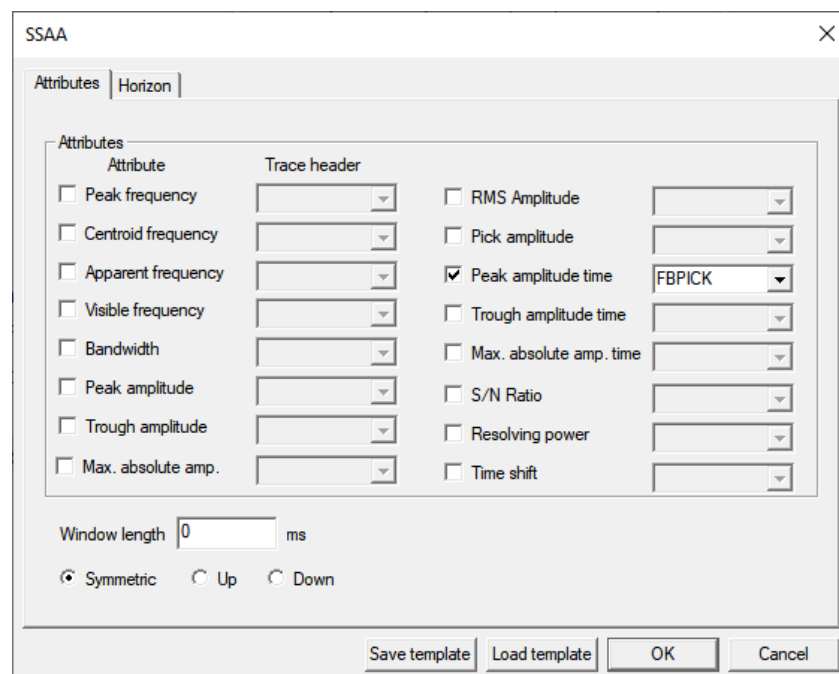 SSAA
Attributes Horizon
Attributes
Attribute Trace header
Peak frequency
Centroid frequency
Apparent frequency
Visible frequency
Bandwidth
Peak amplitude
Trough amplitude
Max. absolute amp.
RMS Amplitude
Pick amplitude
Peak amplitude time FBPICK
Trough amplitude time
Max. absolute amp. time
S/N Ratio
Resolving power
Time shift
Window length 0 ms
Symmetric Up Down
Save template Load template OK Cancel